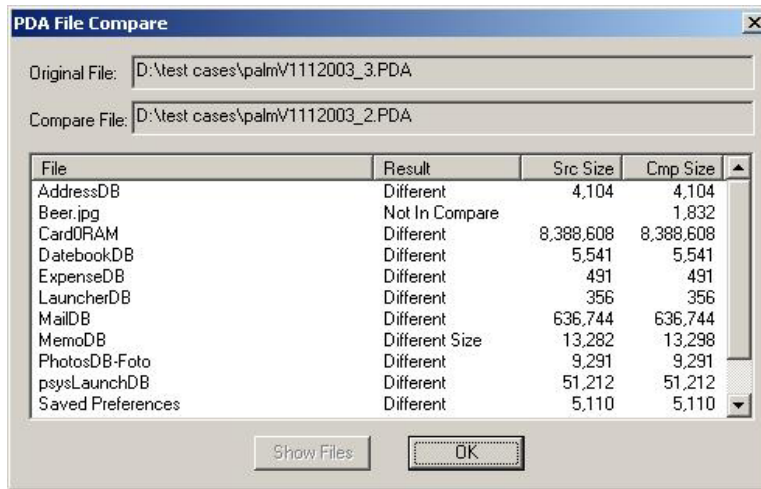 PDA File Compare
Original File: D:\test cases\palmV1112003_3.PDA
Compare File: D:\test cases\palmV1112003_2.PDA
File Result Src Size Cmp Size
AddressDB Different 4,104 4,104
Beer.jpg Not In Compare 1,832
Card0RAM Different 8,388,608 8,388,608
DatebookDB Different 5,541 5,541
ExpenseDB Different 491 491
LauncherDB Different 356 356
MailDB Different 636,744 636,744
MemoDB Different Size 13,282 13,298
PhotosDB-Foto Different 9,291 9,291
psysLaunchDB Different 51,212 51,212
Saved Preferences Different 5,110 5,110
Show Files OK